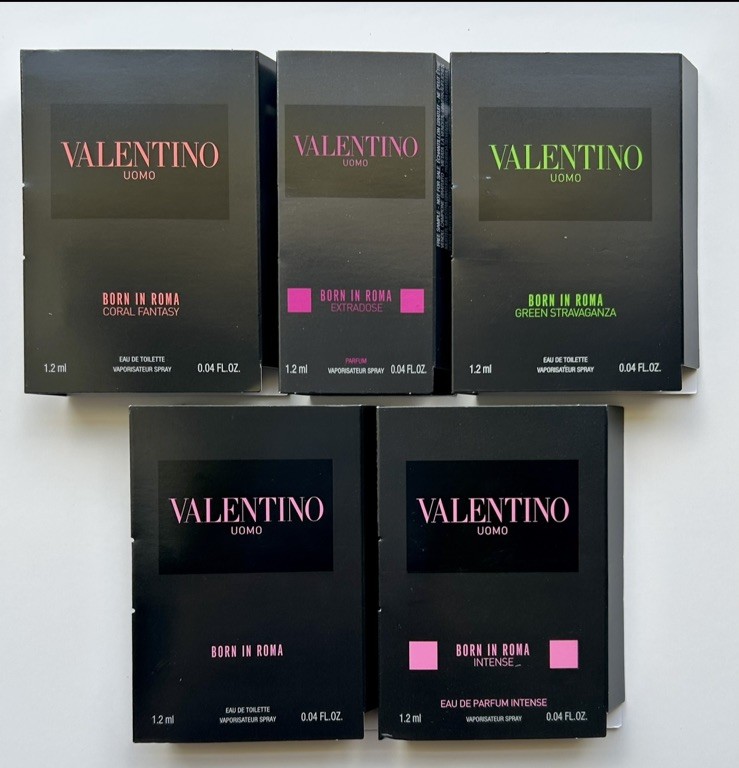 VALENTINO
UOMO
BORN IN ROMA
CORAL FANTASY
EAU DE TOILETTE
1.2 ml VAPORISATEUR SPRAY 0.04 FL.OZ.
VALENTINO
UOMO
BORN IN ROMA
EXTRADOSE
PARFUM
1.2 ml VAPORISATEUR SPRAY 0.04 FL.OZ.
VALENTINO
UOMO
BORN IN ROMA
GREEN STRAVAGANZA
EAU DE TOILETTE
1.2 ml VAPORISATEUR SPRAY 0.04 FL.OZ.
VALENTINO
UOMO
BORN IN ROMA
EAU DE TOILETTE
1.2 ml VAPORISATEUR SPRAY 0.04 FL.OZ.
VALENTINO
UOMO
BORN IN ROMA
INTENSE
EAU DE PARFUM INTENSE
1.2 ml VAPORISATEUR SPRAY 0.04 FL.OZ.